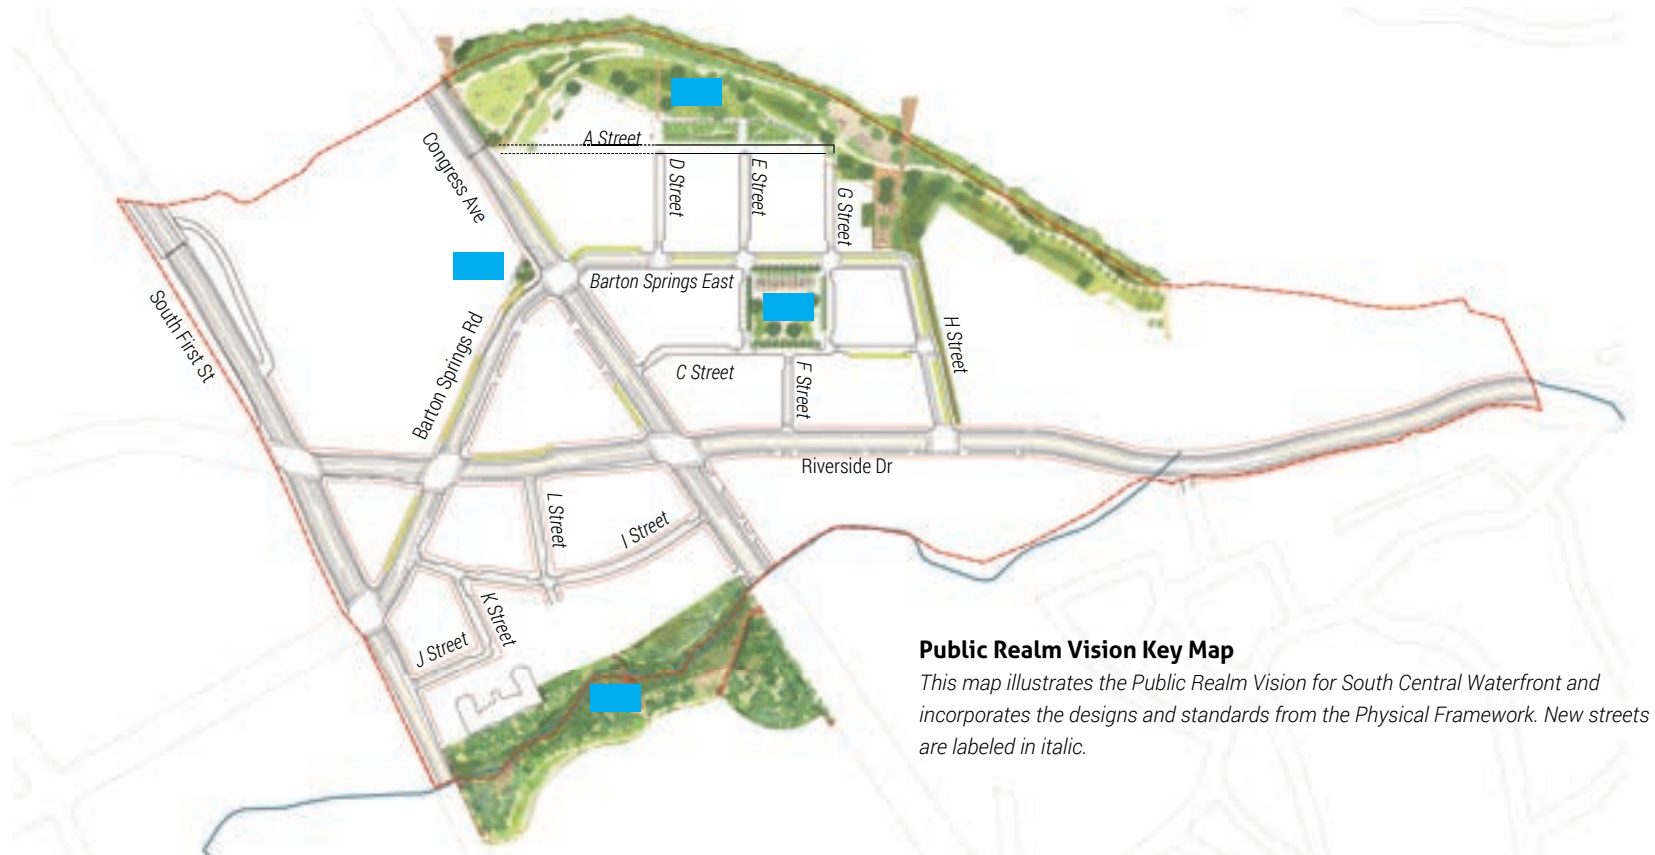 A Street
Congress Ave
D Street
E Street
G Street
Barton Springs East
South First St
Barton Springs Rd
H Street
C Street
F Street
Riverside Dr
L Street
I Street
K Street
J Street
Public Realm Vision Key Map
This map illustrates the Public Realm Vision for South Central Waterfront and
incorporates the designs and standards from the Physical Framework. New streets
are labeled in italic.